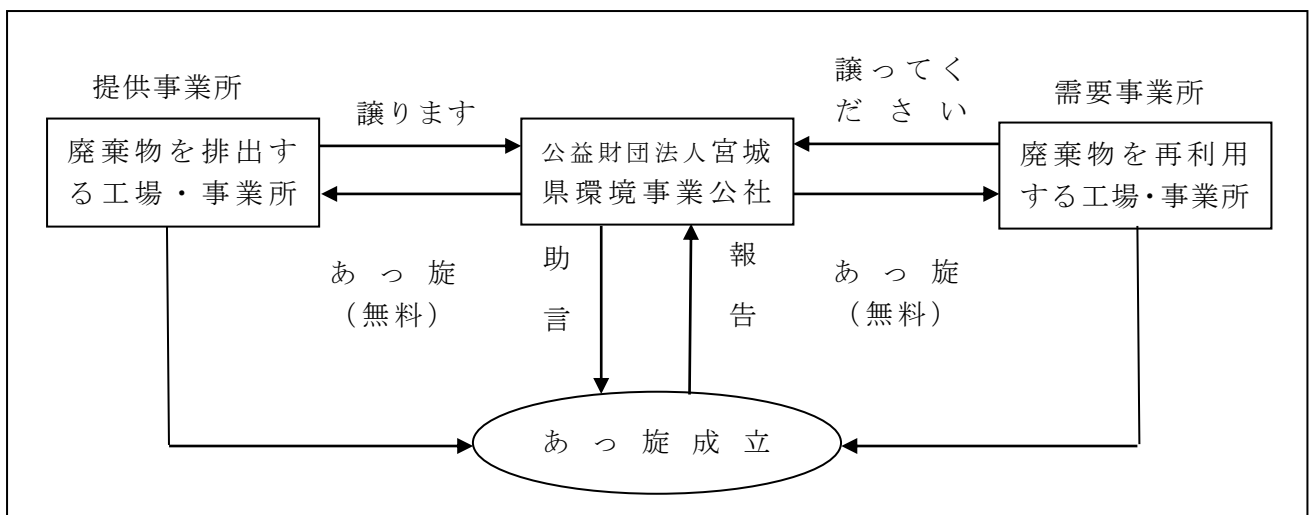 提供事業所
譲ります
譲ってく
ださい
需要事業所
廃棄物を排出す
る工場・事業所
公益財団法人宮城
県環境事業公社
廃棄物を再利用
する工場・事業所
あっ旋
（無料）
助言
報告
あっ旋
（無料）
あっ旋成立